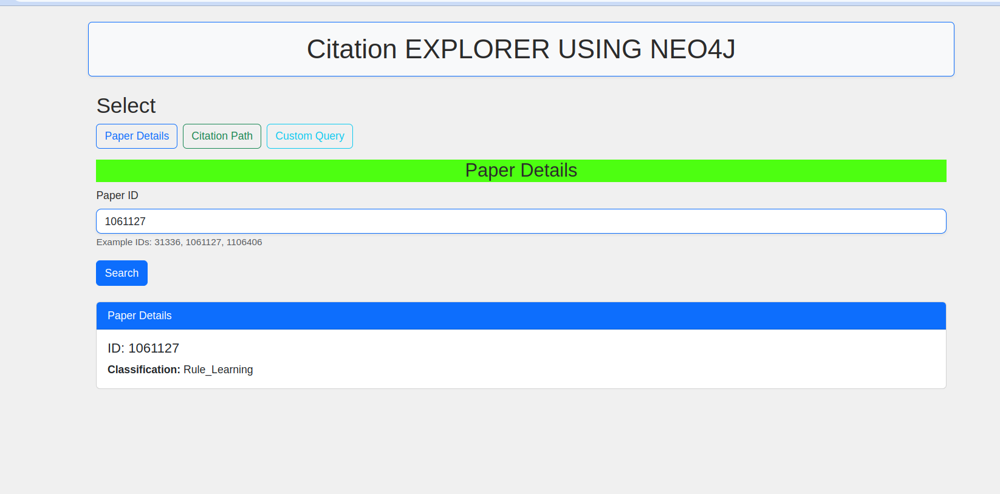 Citation EXPLORER USING NEO4J
Select
Paper Details Citation Path Custom Query
Paper Details
Paper ID
1061127
Example IDs: 31336, 1061127, 1106406
Search
Paper Details
ID: 1061127
Classification: Rule_Learning